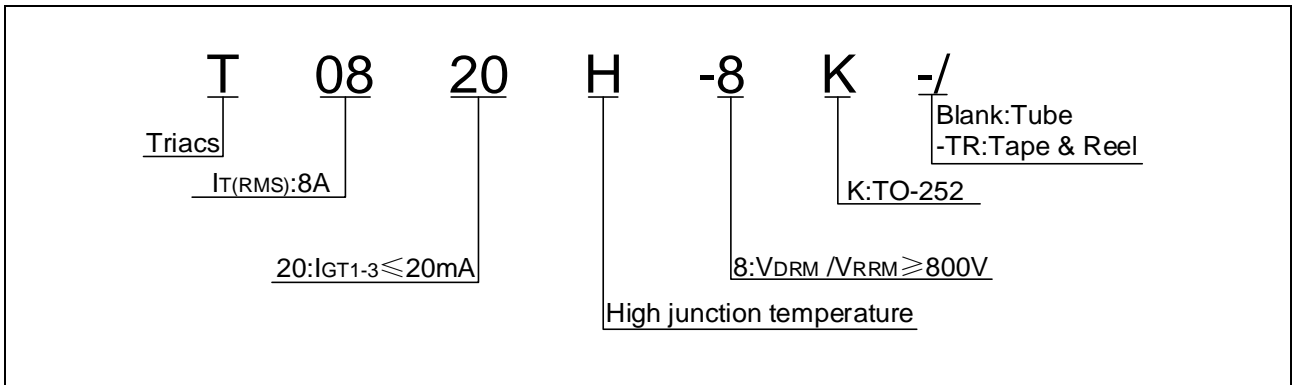 T 08 20 H -8 K -/
Blank:Tube
Triacs
-TR:Tape & Reel
IT(RMS):8A
K:TO-252
20:IGT1-3≤20mA
8:VDRM /VRRM≥800V
High junction temperature